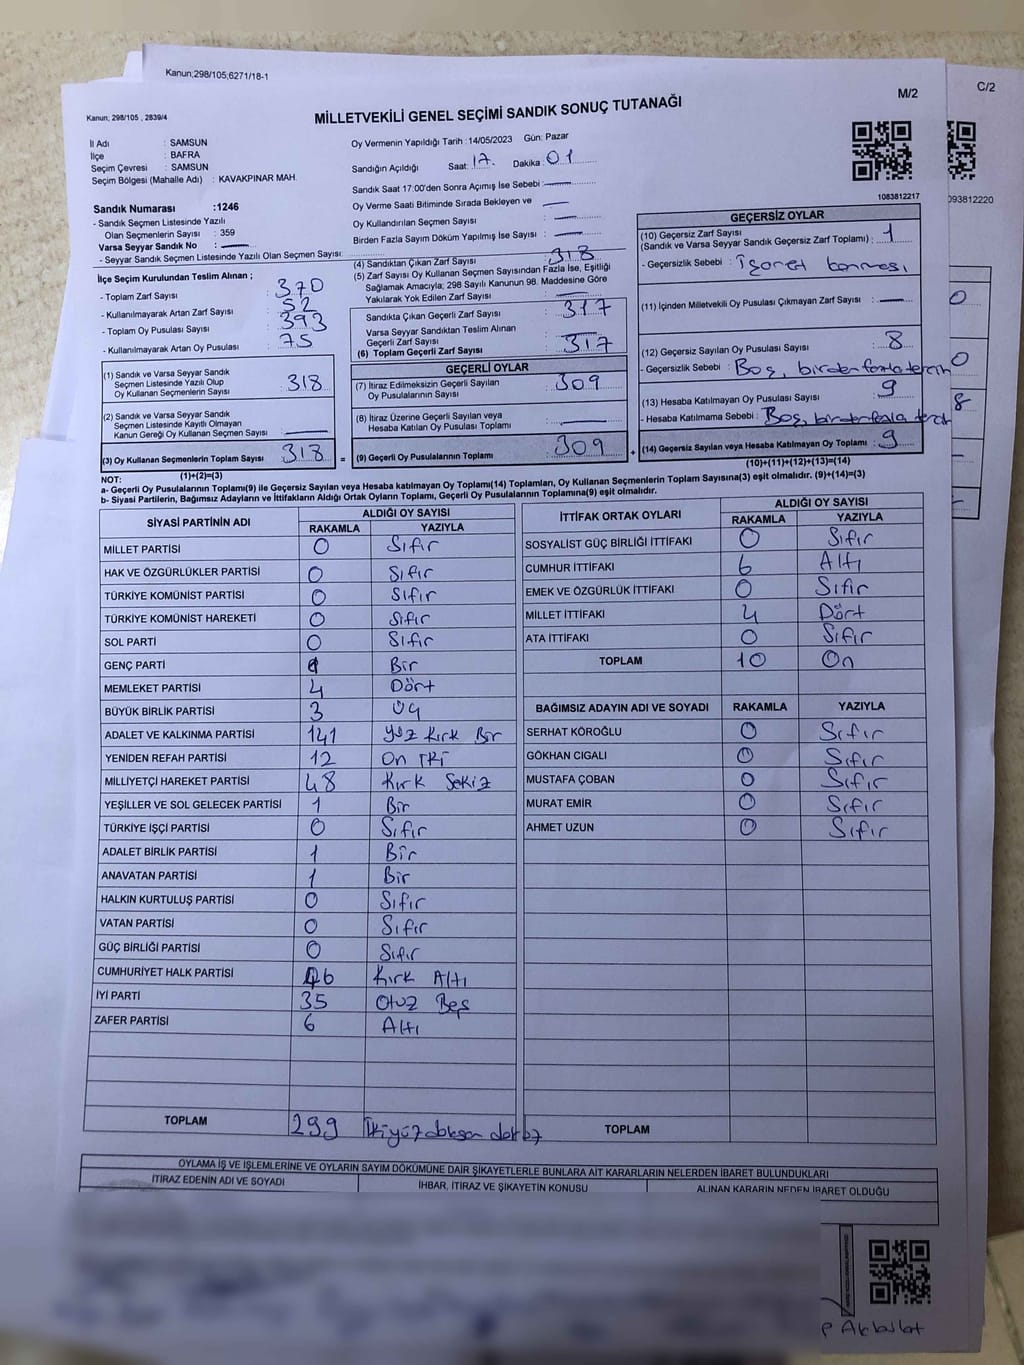 Kanun;298/105;6271/18-1
C/2
M/2
Kanun; 298/105 , 2839/4
MİLLETVEKİLİ GENEL SEÇİMİ SANDIK SONUÇ TUTANAĞI
İl Adı : SAMSUN
İlçe : BAFRA
Seçim Çevresi : SAMSUN
Seçim Bölgesi (Mahalle Adı) : KAVAKPINAR MAH.
Oy Vermenin Yapıldığı Tarih : 14/05/2023 Gün: Pazar
Sandığın Açıldığı Saat: 17 Dakika: 01
Sandık Saat 17:00'den Sonra Açmış İse Sebebi
Oy Verme Saati Bitiminde Sırada Bekleyen ve
Oy Kullandırılan Seçmen Sayısı
Birden Fazla Sayım Döküm Yapılmış İse Sayısı :
1083812217
093812220
Sandık Numarası :1246
- Sandık Seçmen Listesinde Yazılı
Olan Seçmenlerin Sayısı : 359
Varsa Seyyar Sandık No :
- Seyyar Sandık Seçmen Listesinde Yazılı Olan Seçmen Sayısı:
İlçe Seçim Kurulundan Teslim Alınan ;
- Toplam Zarf Sayısı : 370
- Kullanılmayarak Artan Zarf Sayısı : 52
- Toplam Oy Pusulası Sayısı : 393
- Kullanılmayarak Artan Oy Pusulası : 75
(1) Sandık ve Varsa Seyyar Sandık
Seçmen Listesinde Yazılı Olup
Oy Kullanan Seçmenlerin Sayısı : 318
(2) Sandık ve Varsa Seyyar Sandık
Seçmen Listesinde Kayıtlı Olmayan
Kanun Gereği Oy Kullanan Seçmen Sayısı :
(3) Oy Kullanan Seçmenlerin Toplam Sayısı : 318
(1)+(2)=(3)
(4) Sandıktan Çıkan Zarf Sayısı : 318
(5) Zarf Sayısı Oy Kullanan Seçmen Sayısından Fazla İse, Eşitliği
Sağlamak Amacıyla; 298 Sayılı Kanunun 98. Maddesine Göre
Yakılarak Yok Edilen Zarf Sayısı :
Sandıkta Çıkan Geçerli Zarf Sayısı : 317
Varsa Seyyar Sandıktan Teslim Alınan
Geçerli Zarf Sayısı :
(6) Toplam Geçerli Zarf Sayısı : 317
GEÇERLİ OYLAR
(7) İtiraz Edilmeksizin Geçerli Sayılan
Oy Pusulalarının Sayısı : 309
(8) İtiraz Üzerine Geçerli Sayılan veya
Hesaba Katılan Oy Pusulası Toplamı :
= (9) Geçerli Oy Pusulalarının Toplamı : 309
GEÇERSİZ OYLAR
(10) Geçersiz Zarf Sayısı
(Sandık ve Varsa Seyyar Sandık Geçersiz Zarf Toplamı) : 1
- Geçersizlik Sebebi : İşaret konması
(11) İçinden Milletvekili Oy Pusulası Çıkmayan Zarf Sayısı :
(12) Geçersiz Sayılan Oy Pusulası Sayısı : 8
- Geçersizlik Sebebi : Boş, birden fazla tercih
(13) Hesaba Katılmayan Oy Pusulası Sayısı : 9
- Hesaba Katılmama Sebebi : Boş, birden fazla tercih
+ (14) Geçersiz Sayılan veya Hesaba Katılmayan Oy Toplamı : 9
(10)+(11)+(12)+(13)=(14)
NOT:
a- Geçerli Oy Pusulalarının Toplamı(9) ile Geçersiz Sayılan veya Hesaba katılmayan Oy Toplamı(14) Toplamları, Oy Kullanan Seçmenlerin Toplam Sayısına(3) eşit olmalıdır. (9)+(14)=(3)
b- Siyasi Partilerin, Bağımsız Adayların ve İttifakların Aldığı Ortak Oyların Toplamı, Geçerli Oy Pusulalarının Toplamına(9) eşit olmalıdır.
SİYASİ PARTİNİN ADI ALDIĞI OY SAYISI
RAKAMLA YAZIYLA
MİLLET PARTİSİ 0 Sıfır
HAK VE ÖZGÜRLÜKLER PARTİSİ 0 Sıfır
TÜRKİYE KOMÜNİST PARTİSİ 0 Sıfır
TÜRKİYE KOMÜNİST HAREKETİ 0 Sıfır
SOL PARTİ 0 Sıfır
GENÇ PARTİ 1 Bir
MEMLEKET PARTİSİ 4 Dört
BÜYÜK BİRLİK PARTİSİ 3 Üç
ADALET VE KALKINMA PARTİSİ 141 Yüz Kırk Bir
YENİDEN REFAH PARTİSİ 12 On İki
MİLLİYETÇİ HAREKET PARTİSİ 48 Kırk Sekiz
YEŞİLLER VE SOL GELECEK PARTİSİ 1 Bir
TÜRKİYE İŞÇİ PARTİSİ 0 Sıfır
ADALET BİRLİK PARTİSİ 1 Bir
ANAVATAN PARTİSİ 1 Bir
HALKIN KURTULUŞ PARTİSİ 0 Sıfır
VATAN PARTİSİ 0 Sıfır
GÜÇ BİRLİĞİ PARTİSİ 0 Sıfır
CUMHURİYET HALK PARTİSİ 46 Kırk Altı
İYİ PARTİ 35 Otuz Beş
ZAFER PARTİSİ 6 Altı
TOPLAM 299 İkiyüz doksan dokuz
İTTİFAK ORTAK OYLARI ALDIĞI OY SAYISI
RAKAMLA YAZIYLA
SOSYALİST GÜÇ BİRLİĞİ İTTİFAKI 0 Sıfır
CUMHUR İTTİFAKI 6 Altı
EMEK VE ÖZGÜRLÜK İTTİFAKI 0 Sıfır
MİLLET İTTİFAKI 4 Dört
ATA İTTİFAKI 0 Sıfır
TOPLAM 10 On
BAĞIMSIZ ADAYIN ADI VE SOYADI RAKAMLA YAZIYLA
SERHAT KÖROĞLU 0 Sıfır
GÖKHAN CIGALI 0 Sıfır
MUSTAFA ÇOBAN 0 Sıfır
MURAT EMİR 0 Sıfır
AHMET UZUN 0 Sıfır
TOPLAM
OYLAMA İŞ VE İŞLEMLERİNE VE OYLARIN SAYIM DÖKÜMÜNE DAİR ŞİKAYETLERLE BUNLARA AİT KARARLARIN NELERDEN İBARET BULUNDUKLARI
İTİRAZ EDENİN ADI VE SOYADI İHBAR, İTİRAZ VE ŞİKAYETİN KONUSU ALINAN KARARIN NEDEN İBARET OLDUĞU